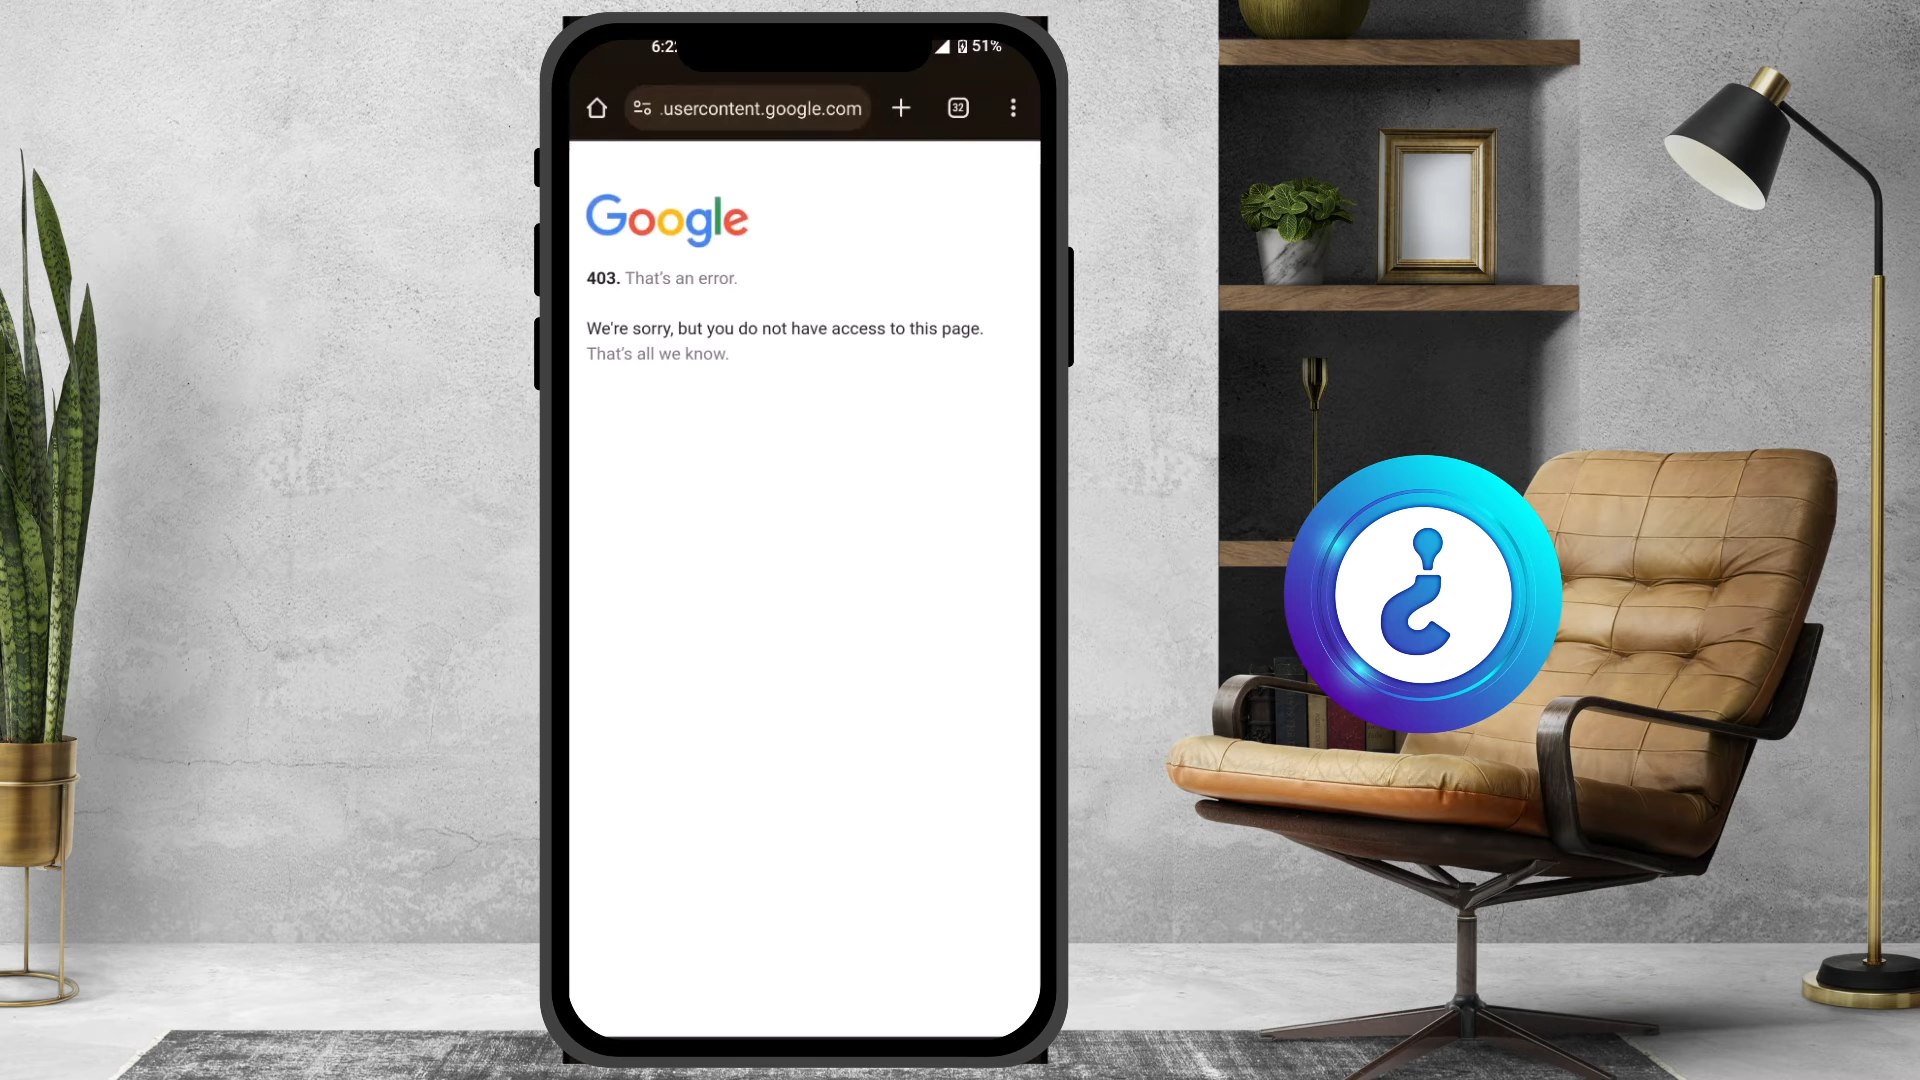 6:2
51%
.usercontent.google.com
32
Google
403. That's an error.
We're sorry, but you do not have access to this page.
That's all we know.